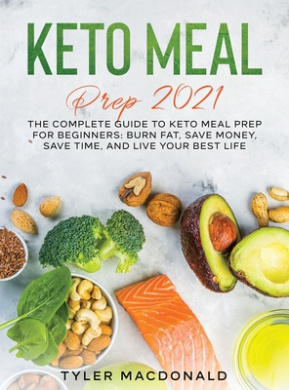 KETO MEAL
Prep 2021
THE COMPLETE GUIDE TO KETO MEAL PREP
FOR BEGINNERS: BURN FAT, SAVE MONEY,
SAVE TIME, AND LIVE YOUR BEST LIFE
TYLER MACDONALD